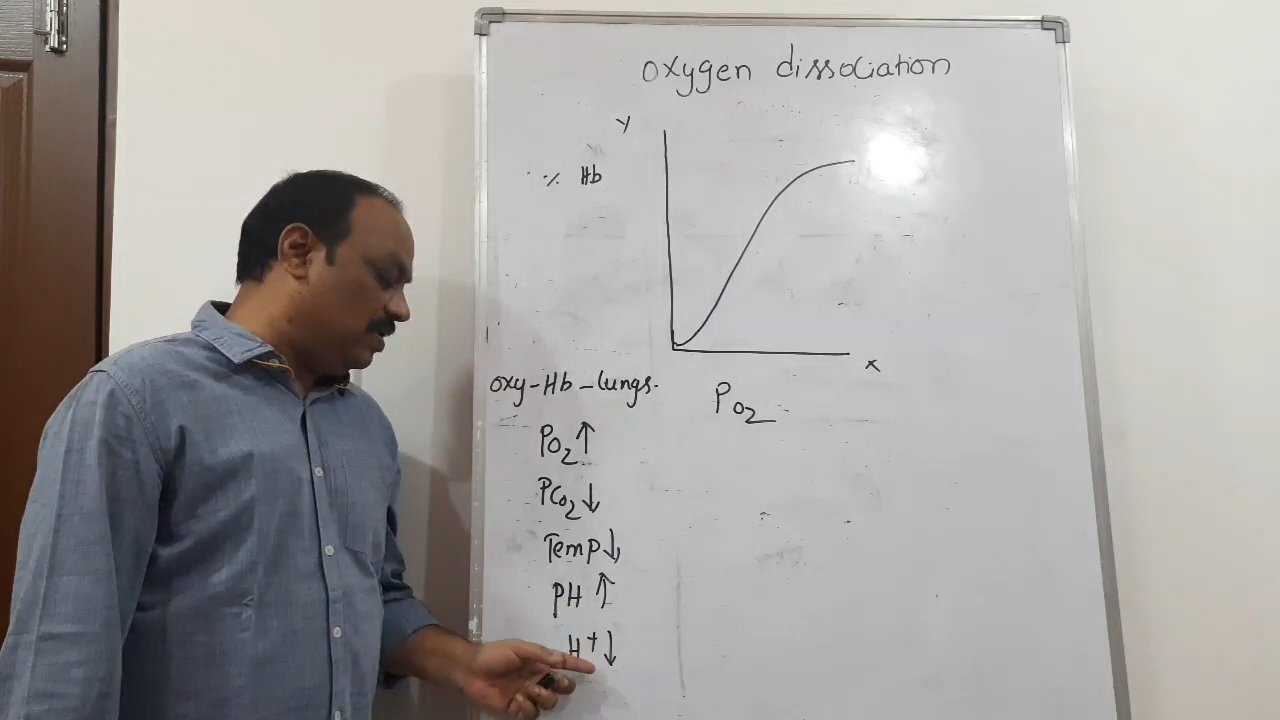 oxygen dissociation
Y
% Hb
X
PO2
oxy-Hb-lungs.
PO2↑
PCO2↓
Temp↓
PH↑
H+↓